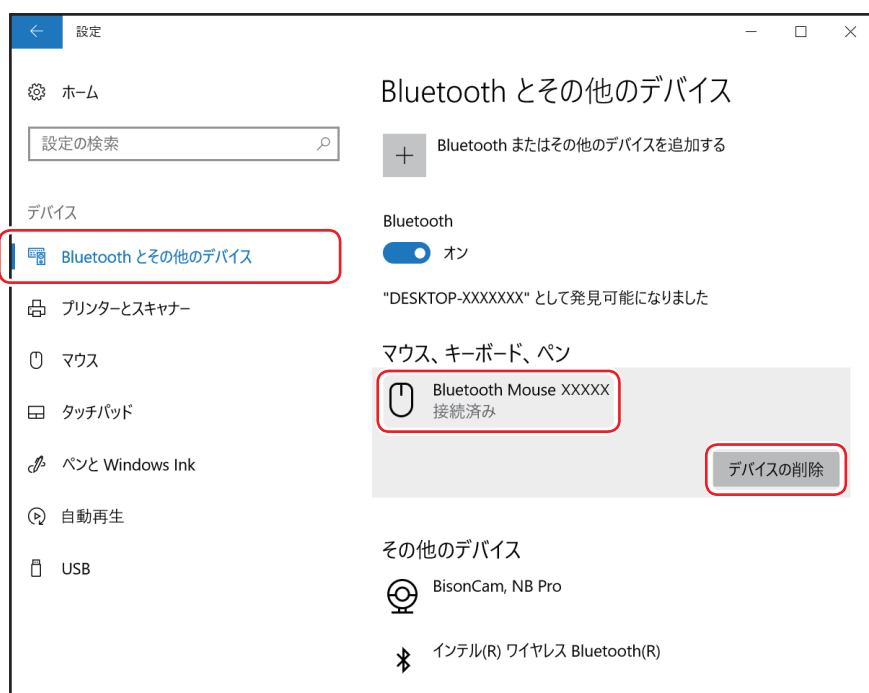 設定
ホーム
設定の検索
デバイス
Bluetooth とその他のデバイス
プリンターとスキャナー
マウス
タッチパッド
ペンと Windows Ink
自動再生
USB
Bluetooth とその他のデバイス
Bluetooth またはその他のデバイスを追加する
Bluetooth
オン
"DESKTOP-XXXXXXX" として発見可能になりました
マウス、キーボード、ペン
Bluetooth Mouse XXXXX
接続済み
デバイスの削除
その他のデバイス
BisonCam, NB Pro
インテル(R) ワイヤレス Bluetooth(R)